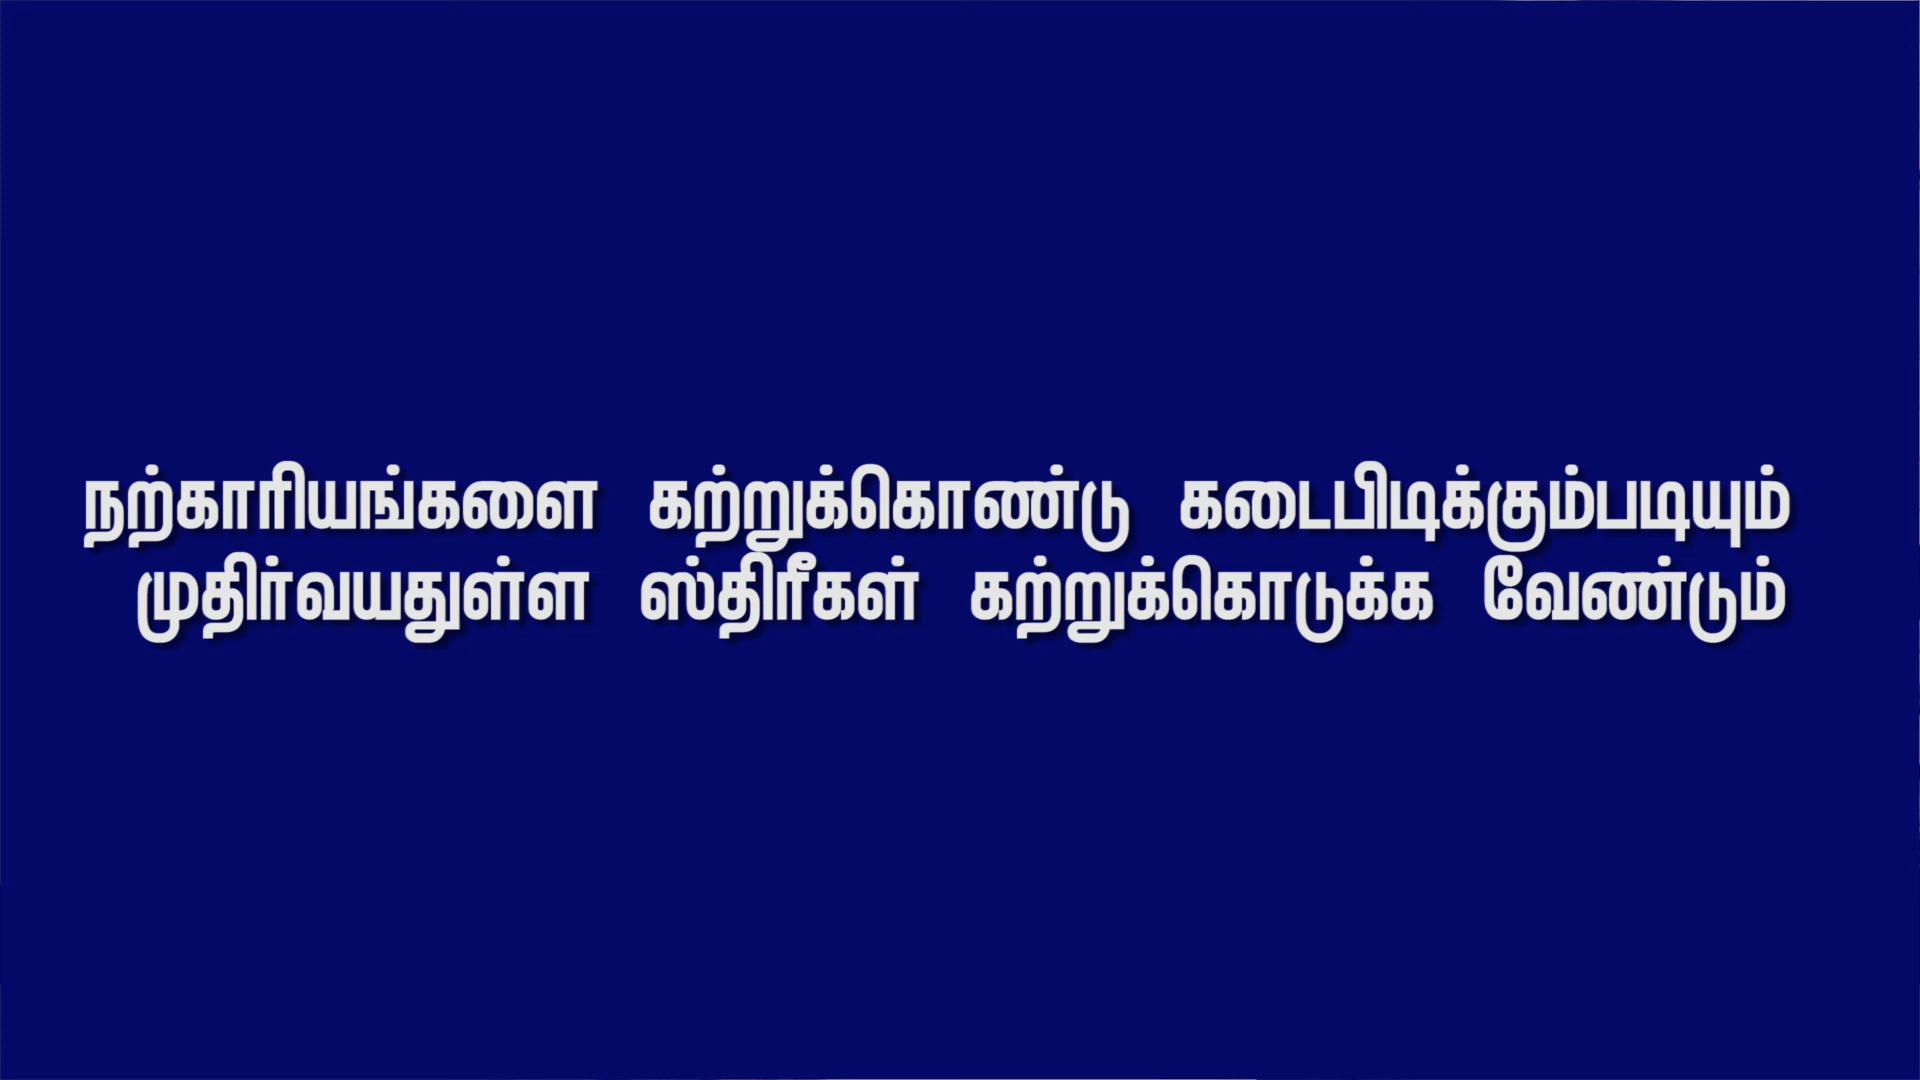 நற்காரியங்களை கற்றுக்கொண்டு கடைபிடிக்கும்படியும்
முதிர்வயதுள்ள ஸ்திரீகள் கற்றுக்கொடுக்க வேண்டும்